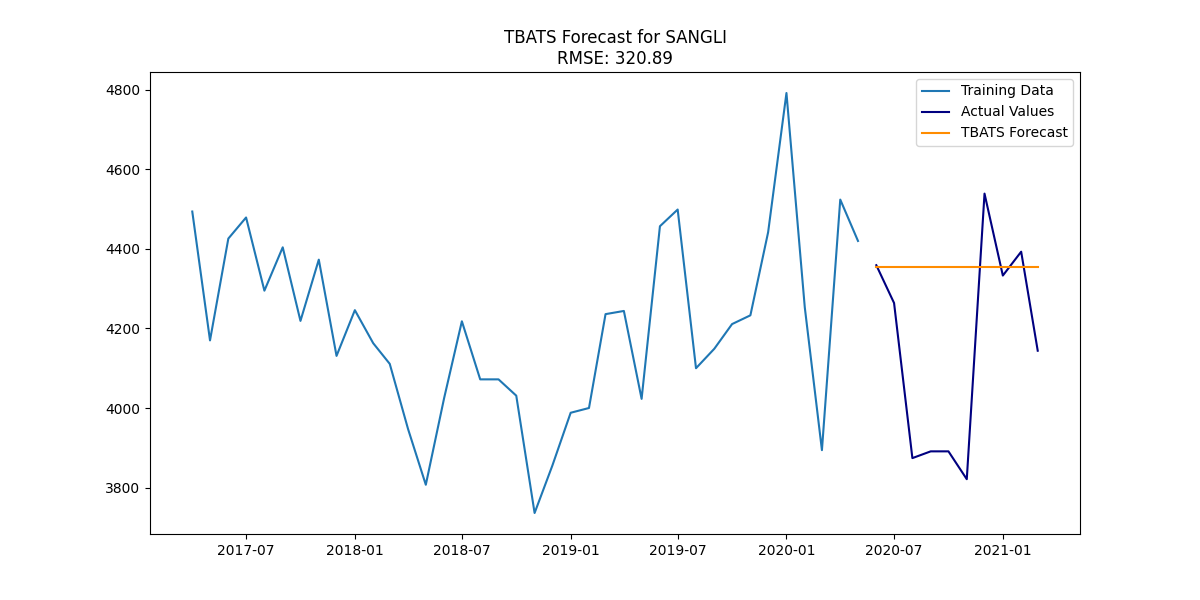 TBATS Forecast for SANGLI
RMSE: 320.89
4800
4600
4400
4200
4000
3800
Training Data
Actual Values
TBATS Forecast
2017-07
2018-01
2018-07
2019-01
2019-07
2020-01
2020-07
2021-01